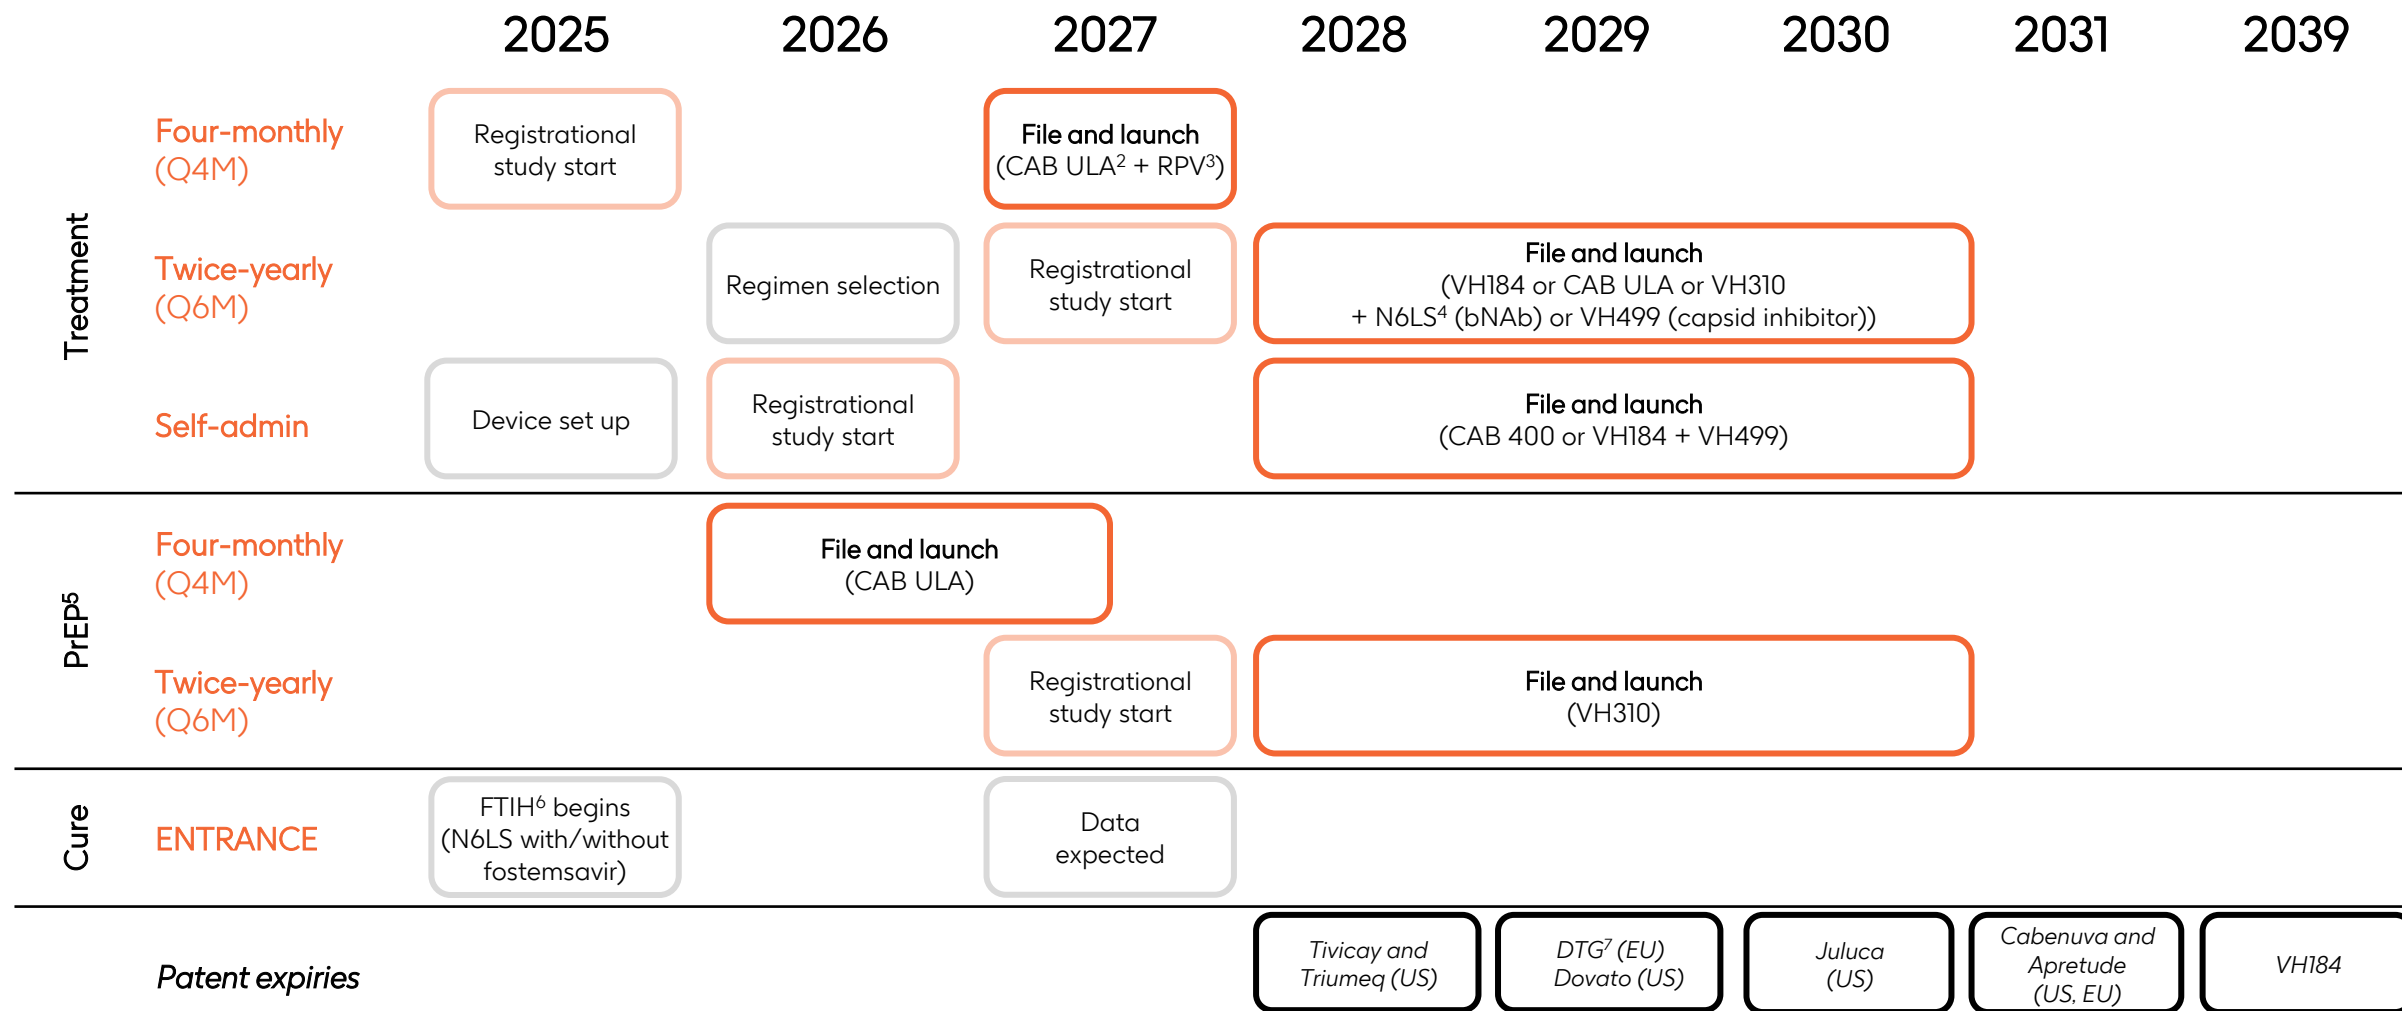 2025 2026 2027 2028 2029 2030 2031 2039
Treatment
Four-monthly
(Q4M)
Registrational
study start
File and launch
(CAB ULA² + RPV³)
Twice-yearly
(Q6M)
Regimen selection
Registrational
study start
File and launch
(VH184 or CAB ULA or VH310
+ N6LS⁴ (bNAb) or VH499 (capsid inhibitor))
Self-admin
Device set up
Registrational
study start
File and launch
(CAB 400 or VH184 + VH499)
PrEP⁵
Four-monthly
(Q4M)
File and launch
(CAB ULA)
Twice-yearly
(Q6M)
Registrational
study start
File and launch
(VH310)
Cure
ENTRANCE
FTIH⁶ begins
(N6LS with/without
fostemsavir)
Data
expected
Patent expiries
Tivicay and
Triumeq (US)
DTG⁷ (EU)
Dovato (US)
Juluca
(US)
Cabenuva and
Apretude
(US, EU)
VH184